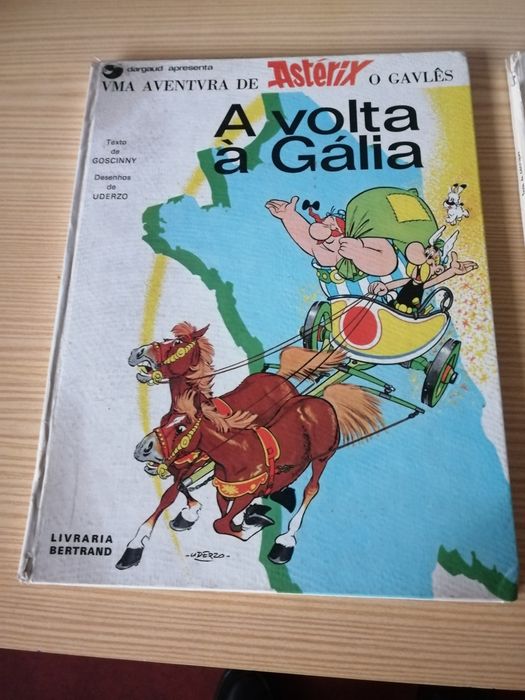 dargaud apresenta
VMA AVENTVRA DE Astérix O GAVLÊS
A volta
à Gália
Texto
de
GOSCINNY
Desenhos
de
UDERZO
LIVRARIA
BERTRAND
-UDERZO-